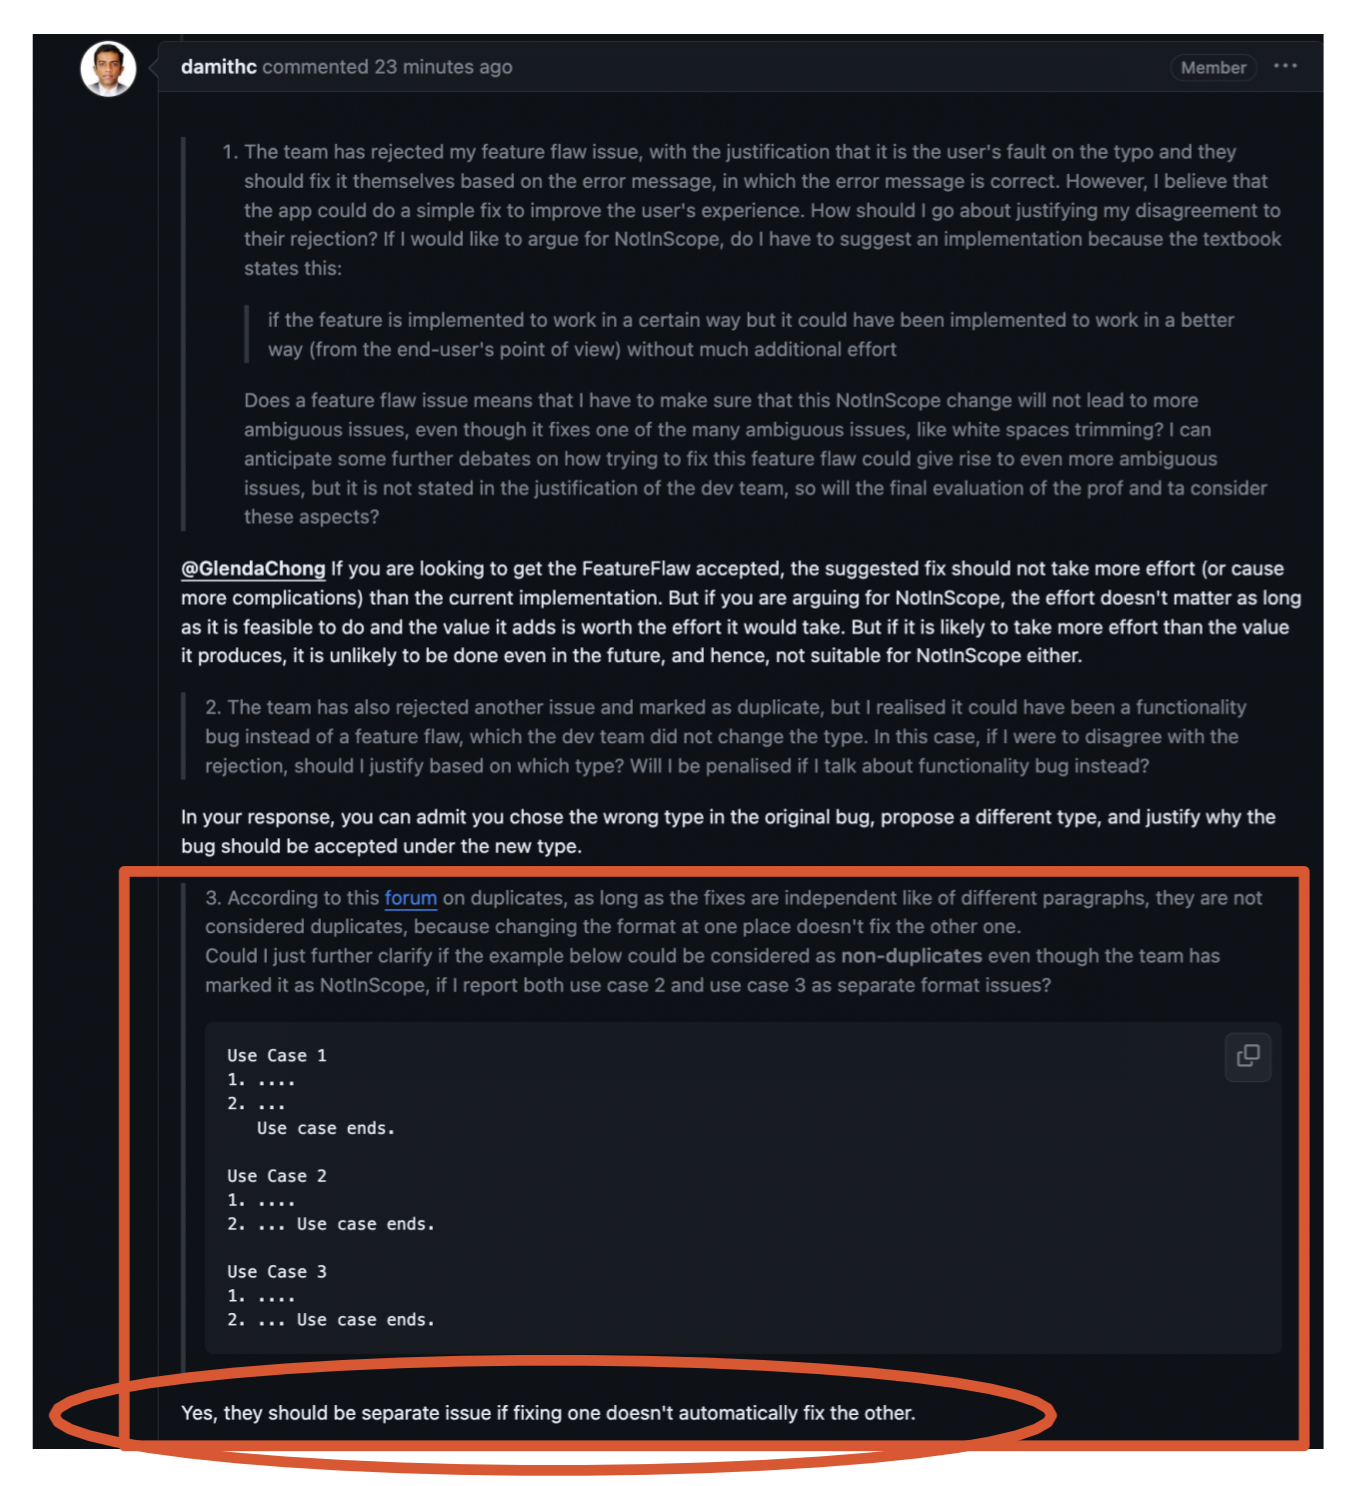 damithc commented 23 minutes ago
Member
1. The team has rejected my feature flaw issue, with the justification that it is the user's fault on the typo and they
should fix it themselves based on the error message, in which the error message is correct. However, I believe that
the app could do a simple fix to improve the user's experience. How should I go about justifying my disagreement to
their rejection? If I would like to argue for NotInScope, do I have to suggest an implementation because the textbook
states this:
if the feature is implemented to work in a certain way but it could have been implemented to work in a better
way (from the end-user's point of view) without much additional effort
Does a feature flaw issue means that I have to make sure that this NotInScope change will not lead to more
ambiguous issues, even though it fixes one of the many ambiguous issues, like white spaces trimming? I can
anticipate some further debates on how trying to fix this feature flaw could give rise to even more ambiguous
issues, but it is not stated in the justification of the dev team, so will the final evaluation of the prof and ta consider
these aspects?
@GlendaChong If you are looking to get the FeatureFlaw accepted, the suggested fix should not take more effort (or cause
more complications) than the current implementation. But if you are arguing for NotInScope, the effort doesn't matter as long
as it is feasible to do and the value it adds is worth the effort it would take. But if it is likely to take more effort than the value
it produces, it is unlikely to be done even in the future, and hence, not suitable for NotInScope either.
2. The team has also rejected another issue and marked as duplicate, but I realised it could have been a functionality
bug instead of a feature flaw, which the dev team did not change the type. In this case, if I were to disagree with the
rejection, should I justify based on which type? Will I be penalised if I talk about functionality bug instead?
In your response, you can admit you chose the wrong type in the original bug, propose a different type, and justify why the
bug should be accepted under the new type.
3. According to this forum on duplicates, as long as the fixes are independent like of different paragraphs, they are not
considered duplicates, because changing the format at one place doesn't fix the other one.
Could I just further clarify if the example below could be considered as non-duplicates even though the team has
marked it as NotInScope, if I report both use case 2 and use case 3 as separate format issues?
Use Case 1
1. ....
2. ...
Use case ends.
Use Case 2
1. ....
2. ... Use case ends.
Use Case 3
1. ....
2. ... Use case ends.
Yes, they should be separate issue if fixing one doesn't automatically fix the other.